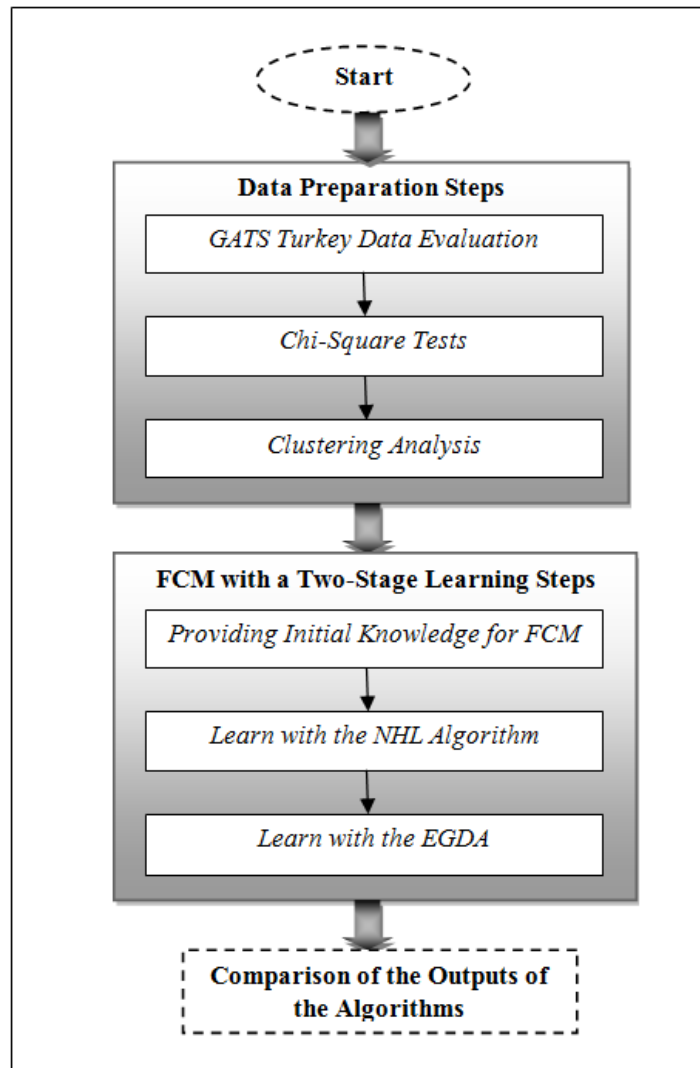 Start
Data Preparation Steps
GATS Turkey Data Evaluation
Chi-Square Tests
Clustering Analysis
FCM with a Two-Stage Learning Steps
Providing Initial Knowledge for FCM
Learn with the NHL Algorithm
Learn with the EGDA
Comparison of the Outputs of
the Algorithms